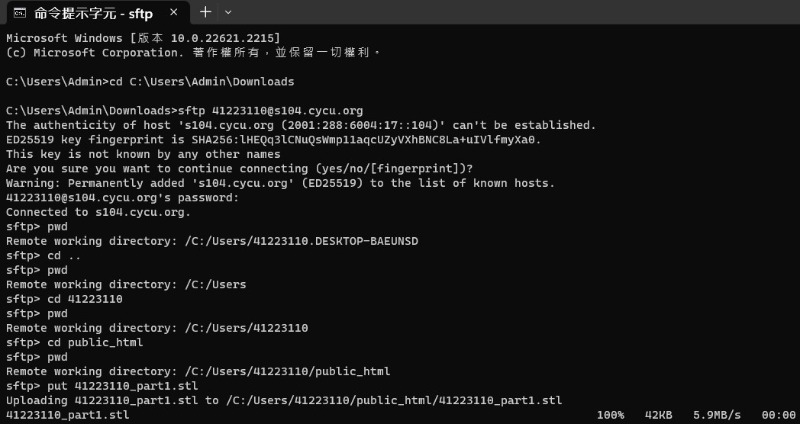 命令提示字元 - sftp
Microsoft Windows [版本 10.0.22621.2215]
(c) Microsoft Corporation. 著作權所有，並保留一切權利。
C:\Users\Admin>cd C:\Users\Admin\Downloads
C:\Users\Admin\Downloads>sftp 41223110@s104.cycu.org
The authenticity of host 's104.cycu.org (2001:288:6004:17::104)' can't be established.
ED25519 key fingerprint is SHA256:lHEQq3lCNuQsWmp11aqcUZyVXhBNC8La+uIVlfmyXa0.
This key is not known by any other names
Are you sure you want to continue connecting (yes/no/[fingerprint])?
Warning: Permanently added 's104.cycu.org' (ED25519) to the list of known hosts.
41223110@s104.cycu.org's password:
Connected to s104.cycu.org.
sftp> pwd
Remote working directory: /C:/Users/41223110.DESKTOP-BAEUNSD
sftp> cd ..
sftp> pwd
Remote working directory: /C:/Users
sftp> cd 41223110
sftp> pwd
Remote working directory: /C:/Users/41223110
sftp> cd public_html
sftp> pwd
Remote working directory: /C:/Users/41223110/public_html
sftp> put 41223110_part1.stl
Uploading 41223110_part1.stl to /C:/Users/41223110/public_html/41223110_part1.stl
41223110_part1.stl 100% 42KB 5.9MB/s 00:00